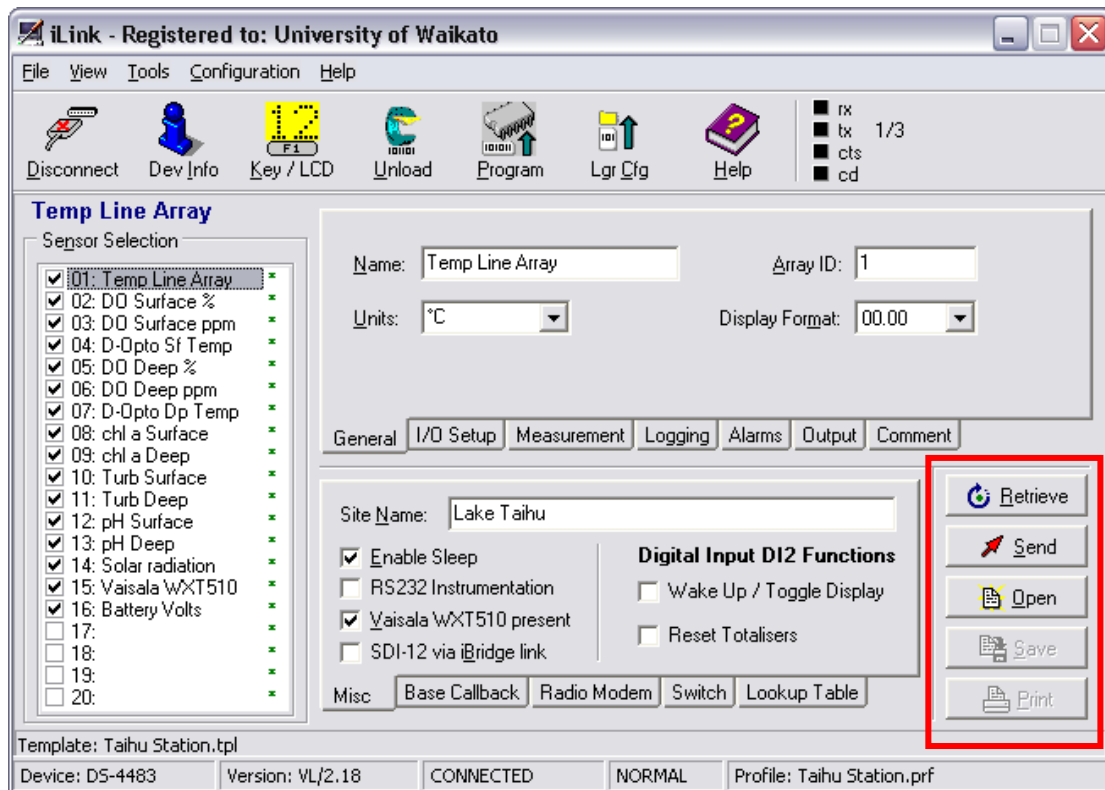 iLink - Registered to: University of Waikato
File View Tools Configuration Help
12
F1
10101
10101
101
rx
tx 1/3
cts
cd
Disconnect Dev Info Key / LCD Unload Program Lgr Cfg Help
Temp Line Array
Sensor Selection
01: Temp Line Array *
02: DO Surface % *
03: DO Surface ppm *
04: D-Opto Sf Temp *
05: DO Deep % *
06: DO Deep ppm *
07: D-Opto Dp Temp *
08: chl a Surface *
09: chl a Deep *
10: Turb Surface *
11: Turb Deep *
12: pH Surface *
13: pH Deep *
14: Solar radiation *
15: Vaisala WXT510 *
16: Battery Volts *
17: *
18: *
19: *
20: *
Name: Temp Line Array Array ID: 1
Units: °C Display Format: 00.00
General I/O Setup Measurement Logging Alarms Output Comment
Site Name: Lake Taihu
Enable Sleep
RS232 Instrumentation
Vaisala WXT510 present
SDI-12 via iBridge link
Digital Input DI2 Functions
Wake Up / Toggle Display
Reset Totalisers
Misc Base Callback Radio Modem Switch Lookup Table
Retrieve
Send
Open
Save
Print
Template: Taihu Station.tpl
Device: DS-4483 Version: VL/2.18 CONNECTED NORMAL Profile: Taihu Station.prf